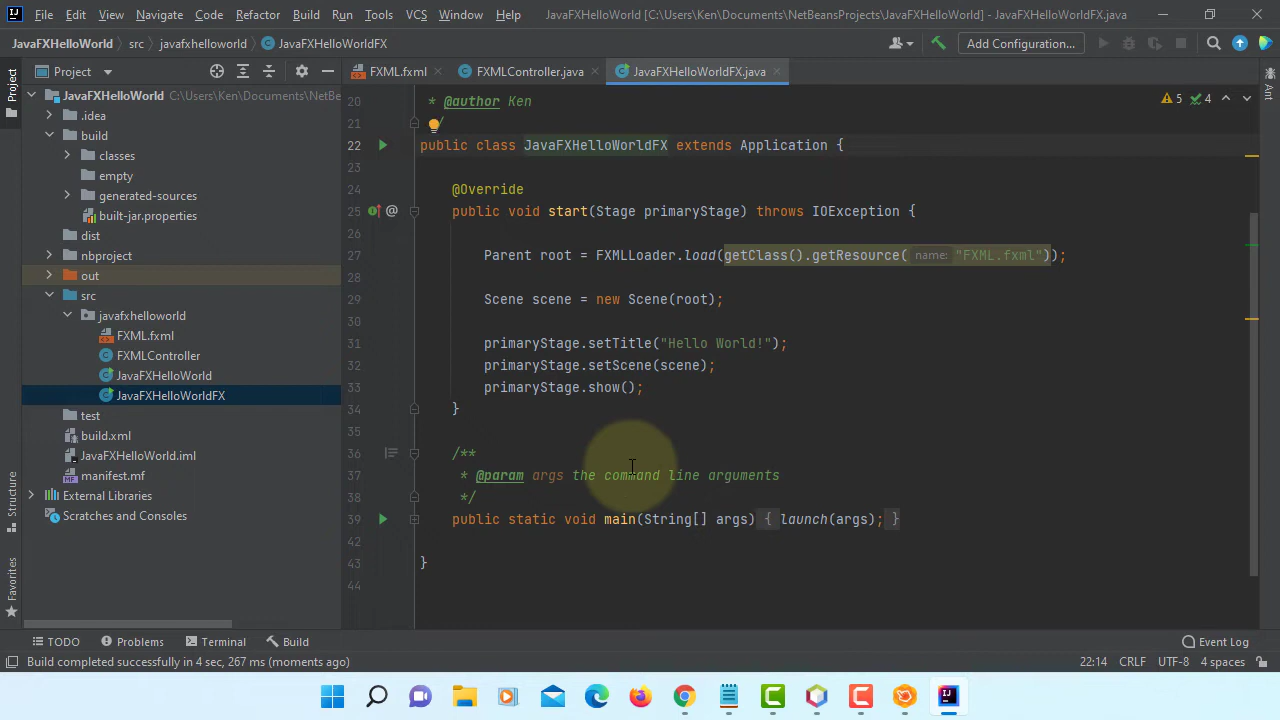 File Edit View Navigate Code Refactor Build Run Tools VCS Window Help JavaFXHelloWorld [C:\Users\Ken\Documents\NetBeansProjects\JavaFXHelloWorld] - JavaFXHelloWorldFX.java
JavaFXHelloWorld src javafxhelloworld JavaFXHelloWorldFX Add Configuration...
Project
Project
FXML.fxml FXMLController.java JavaFXHelloWorldFX.java
JavaFXHelloWorld C:\Users\Ken\Documents\NetBe
.idea
build
classes
empty
generated-sources
built-jar.properties
dist
nbproject
out
src
javafxhelloworld
FXML.fxml
FXMLController
JavaFXHelloWorld
JavaFXHelloWorldFX
test
build.xml
JavaFXHelloWorld.iml
manifest.mf
External Libraries
Scratches and Consoles
Structure
Favorites
20 * @author Ken
5 4
21 */
22 public class JavaFXHelloWorldFX extends Application {
23
24 @Override
25 public void start(Stage primaryStage) throws IOException {
26
27 Parent root = FXMLLoader.load(getClass().getResource( name: "FXML.fxml"));
28
29 Scene scene = new Scene(root);
30
31 primaryStage.setTitle("Hello World!");
32 primaryStage.setScene(scene);
33 primaryStage.show();
34 }
35
36 /**
37 * @param args the command line arguments
38 */
39 public static void main(String[] args) { launch(args); }
42
43 }
44
Ant
TODO Problems Terminal Build Event Log
Build completed successfully in 4 sec, 267 ms (moments ago) 22:14 CRLF UTF-8 4 spaces